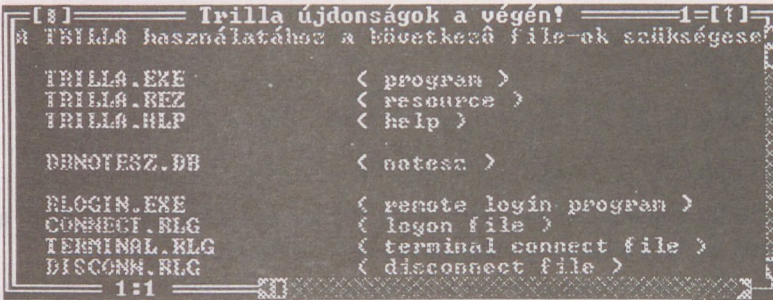 [⇕] Trilla újdonságok a végén! 1=[↑]
A TRILLA használatához a következő file-ok szüksége
TRILLA.EXE ( program )
TRILLA.REZ ( resource )
TRILLA.HLP ( help )
DBNOTESZ.DB ( notesz )
RLOGIN.EXE ( remote login program )
CONNECT.RLG ( logon file )
TERMINAL.RLG ( terminal connect file )
DISCONN.RLG ( disconnect file )
1:1